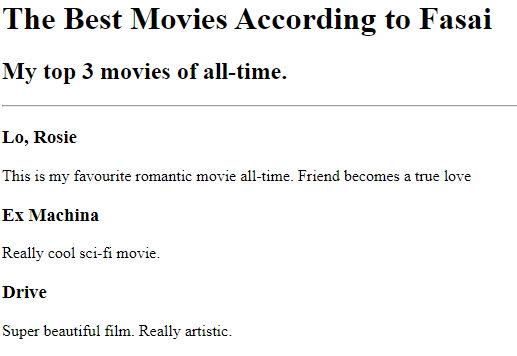 The Best Movies According to Fasai
My top 3 movies of all-time.
Lo, Rosie
This is my favourite romantic movie all-time. Friend becomes a true love
Ex Machina
Really cool sci-fi movie.
Drive
Super beautiful film. Really artistic.